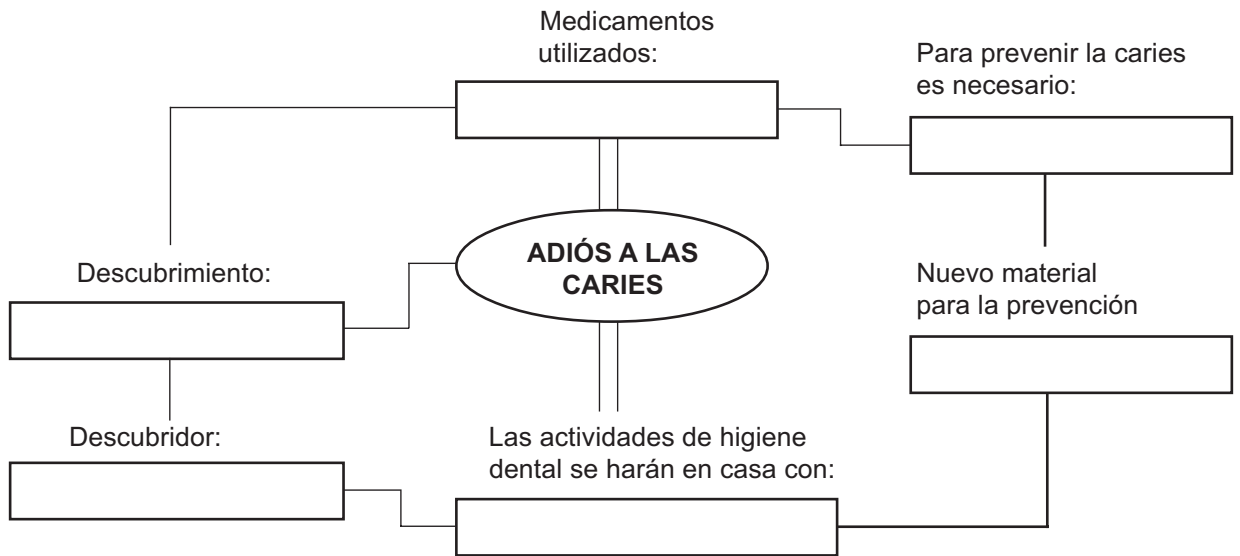 Medicamentos
utilizados:
Para prevenir la caries
es necesario:
ADIÓS A LAS
CARIES
Descubrimiento:
Nuevo material
para la prevención
Descubridor:
Las actividades de higiene
dental se harán en casa con: